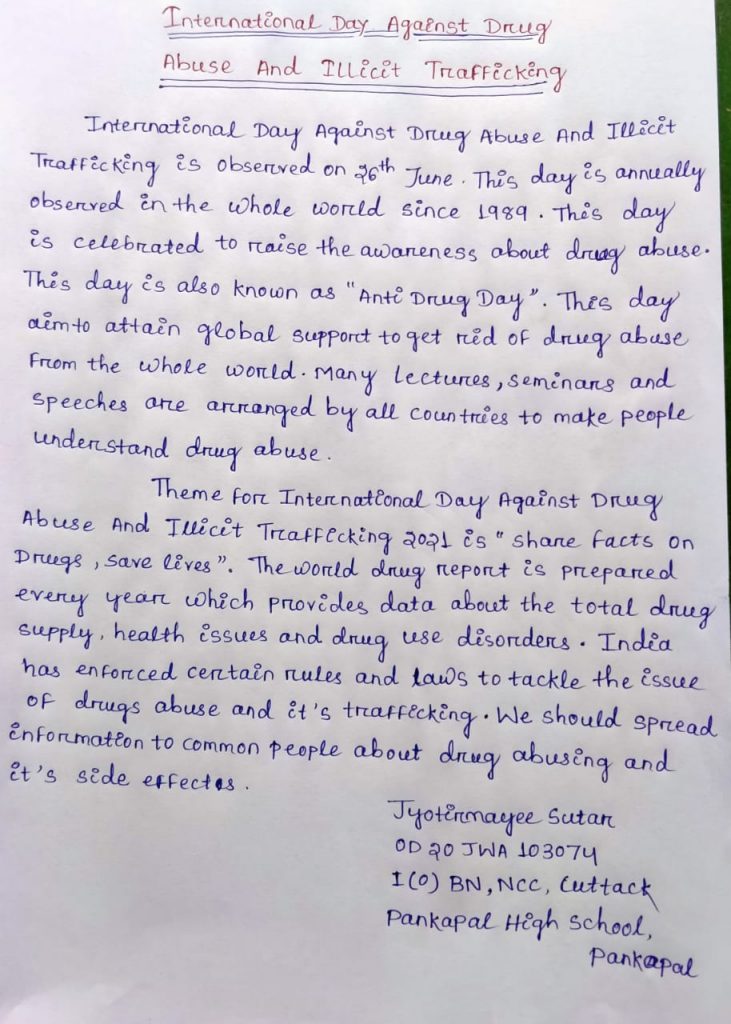 International Day Against Drug
Abuse And Illicit Trafficking
International Day Against Drug Abuse And Illicit
Trafficking is observed on 26th June. This day is annually
observed in the whole world since 1989. This day
is celebrated to raise the awareness about drug abuse.
This day is also known as "Anti Drug Day". This day
aim to attain global support to get rid of drug abuse
from the whole world. Many lectures, seminars and
speeches are arranged by all countries to make people
understand drug abuse.
Theme for International Day Against Drug
Abuse And Illicit Trafficking 2021 is "share facts on
Drugs, save lives". The world drug report is prepared
every year which provides data about the total drug
supply, health issues and drug use disorders. India
has enforced certain rules and laws to tackle the issue
of drugs abuse and it's trafficking. We should spread
information to common people about drug abusing and
it's side effects.
Jyotirmayee Sutar
OD 20 JWA 103074
1(O) BN, NCC, Cuttack
Pankapal High School,
Pankapal